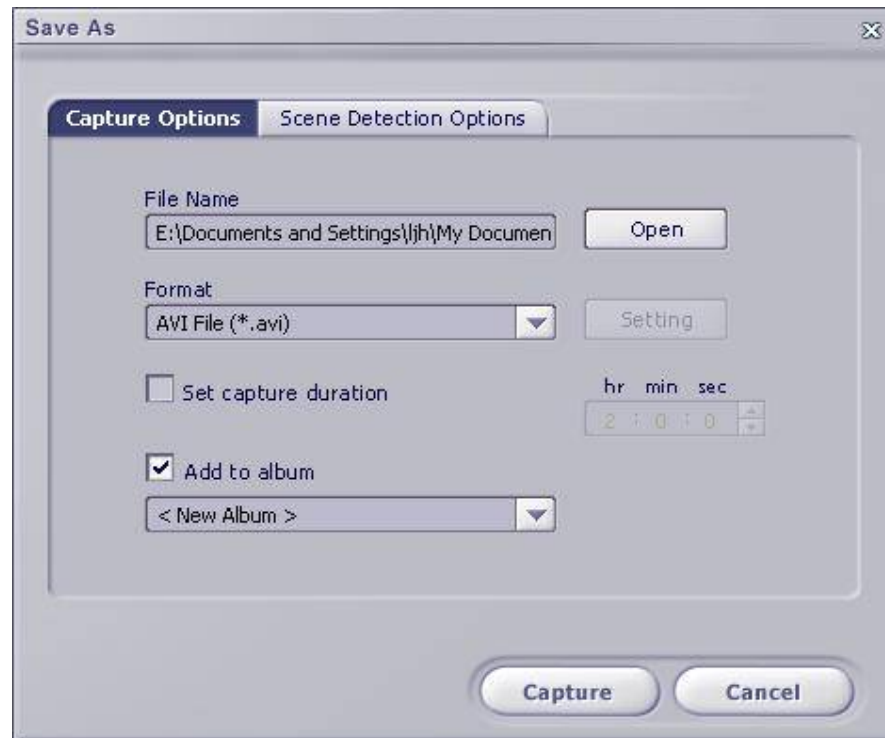 Save As
Capture Options
Scene Detection Options
File Name
E:\Documents and Settings\ljh\My Documen
Open
Format
AVI File (*.avi)
Setting
Set capture duration
hr min sec
2 : 0 : 0
Add to album
< New Album >
Capture
Cancel